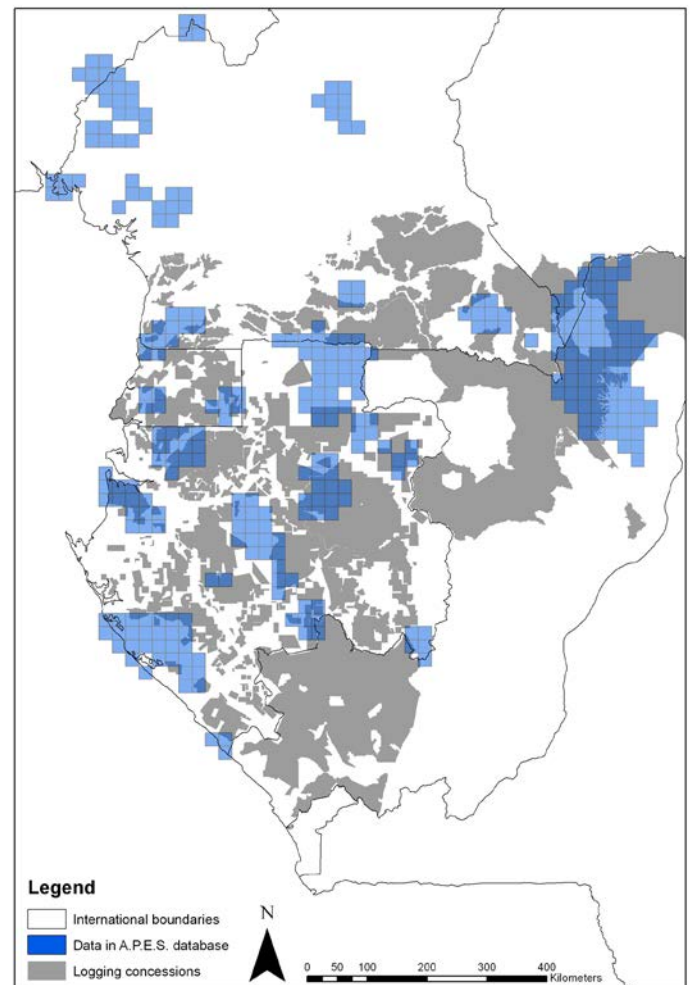 Legend
International boundaries
Data in A.P.E.S. database
Logging concessions
N
0 50 100 200 300 400
Kilometers